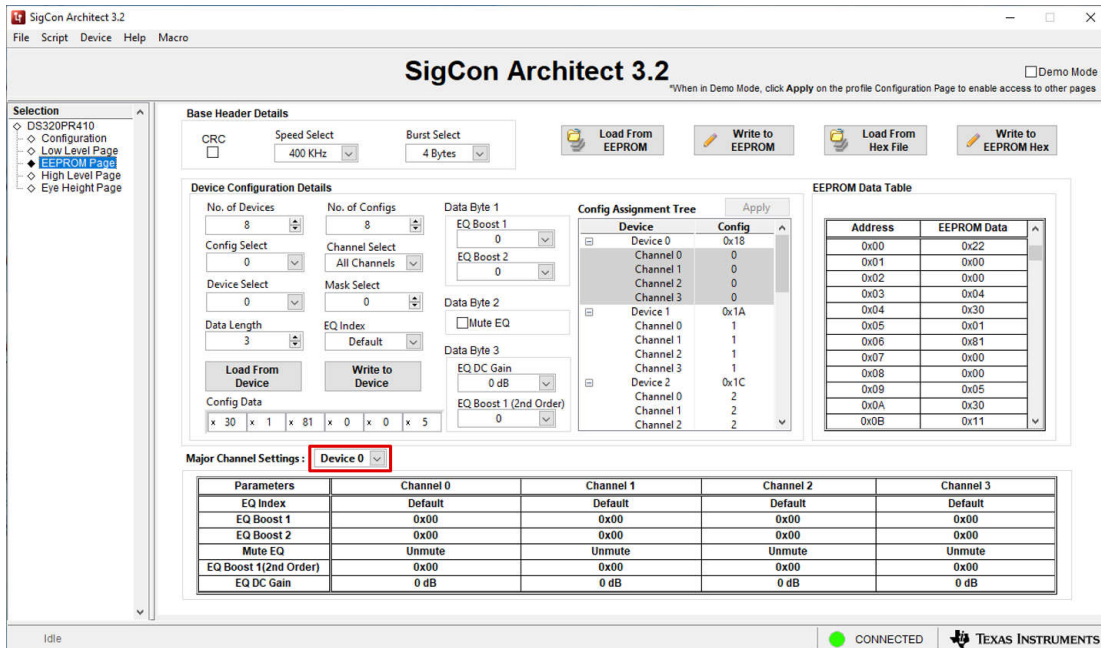 SigCon Architect 3.2
File Script Device Help Macro
SigCon Architect 3.2
Demo Mode
*When in Demo Mode, click Apply on the profile Configuration Page to enable access to other pages
Selection
DS320PR410
Configuration
Low Level Page
EEPROM Page
High Level Page
Eye Height Page
Base Header Details
CRC
Speed Select
400 KHz
Burst Select
4 Bytes
Load From
EEPROM
Write to
EEPROM
Load From
Hex File
Write to
EEPROM Hex
Device Configuration Details
No. of Devices
8
No. of Configs
8
Config Select
0
Channel Select
All Channels
Device Select
0
Mask Select
0
Data Length
3
EQ Index
Default
Load From
Device
Write to
Device
Config Data
x 30 x 1 x 81 x 0 x 0 x 5
Data Byte 1
EQ Boost 1
0
EQ Boost 2
0
Data Byte 2
Mute EQ
Data Byte 3
EQ DC Gain
0 dB
EQ Boost 1 (2nd Order)
0
Config Assignment Tree
Apply
Device Config
Device 0 0x18
Channel 0 0
Channel 1 0
Channel 2 0
Channel 3 0
Device 1 0x1A
Channel 0 1
Channel 1 1
Channel 2 1
Channel 3 1
Device 2 0x1C
Channel 0 2
Channel 1 2
Channel 2 2
EEPROM Data Table
Address EEPROM Data
0x00 0x22
0x01 0x00
0x02 0x00
0x03 0x04
0x04 0x30
0x05 0x01
0x06 0x81
0x07 0x00
0x08 0x00
0x09 0x05
0x0A 0x30
0x0B 0x11
Major Channel Settings : Device 0
Parameters Channel 0 Channel 1 Channel 2 Channel 3
EQ Index Default Default Default Default
EQ Boost 1 0x00 0x00 0x00 0x00
EQ Boost 2 0x00 0x00 0x00 0x00
Mute EQ Unmute Unmute Unmute Unmute
EQ Boost 1(2nd Order) 0x00 0x00 0x00 0x00
EQ DC Gain 0 dB 0 dB 0 dB 0 dB
Idle
CONNECTED
TEXAS INSTRUMENTS